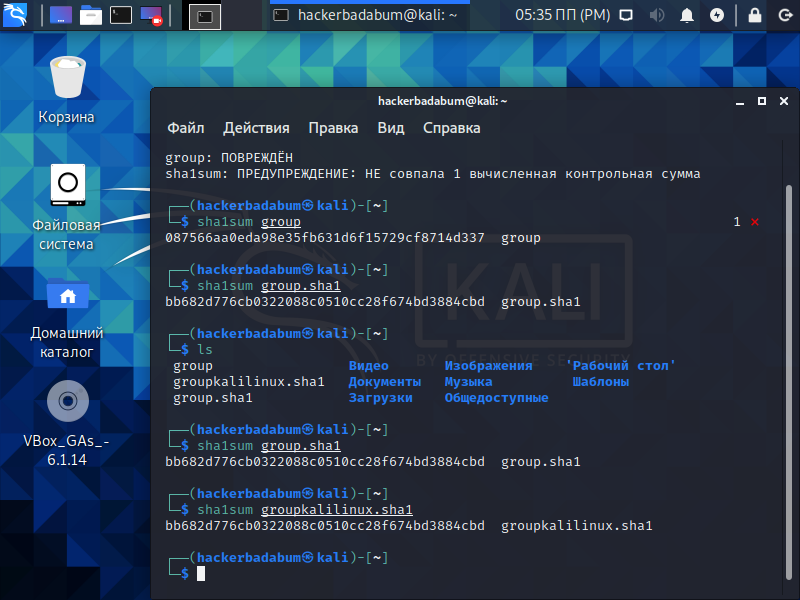 hackerbadabum@kali: ~
05:35 ПП (PM)
Корзина
Файловая
система
Домашний
каталог
VBox_GAs_-
6.1.14
hackerbadabum@kali: ~
Файл Действия Правка Вид Справка
group: ПОВРЕЖДЁН
sha1sum: ПРЕДУПРЕЖДЕНИЕ: НЕ совпала 1 вычисленная контрольная сумма
┌──(hackerbadabum㉿kali)-[~]
└─$ sha1sum group 1 ⨯
087566aa0eda98e35fb631d6f15729cf8714d337  group
┌──(hackerbadabum㉿kali)-[~]
└─$ sha1sum group.sha1
bb682d776cb0322088c0510cc28f674bd3884cbd  group.sha1
┌──(hackerbadabum㉿kali)-[~]
└─$ ls
group Видео Изображения 'Рабочий стол'
groupkalilinux.sha1 Документы Музыка Шаблоны
group.sha1 Загрузки Общедоступные
┌──(hackerbadabum㉿kali)-[~]
└─$ sha1sum group.sha1
bb682d776cb0322088c0510cc28f674bd3884cbd  group.sha1
┌──(hackerbadabum㉿kali)-[~]
└─$ sha1sum groupkalilinux.sha1
bb682d776cb0322088c0510cc28f674bd3884cbd  groupkalilinux.sha1
┌──(hackerbadabum㉿kali)-[~]
└─$
KALI
BY OFFENSIVE SECURITY